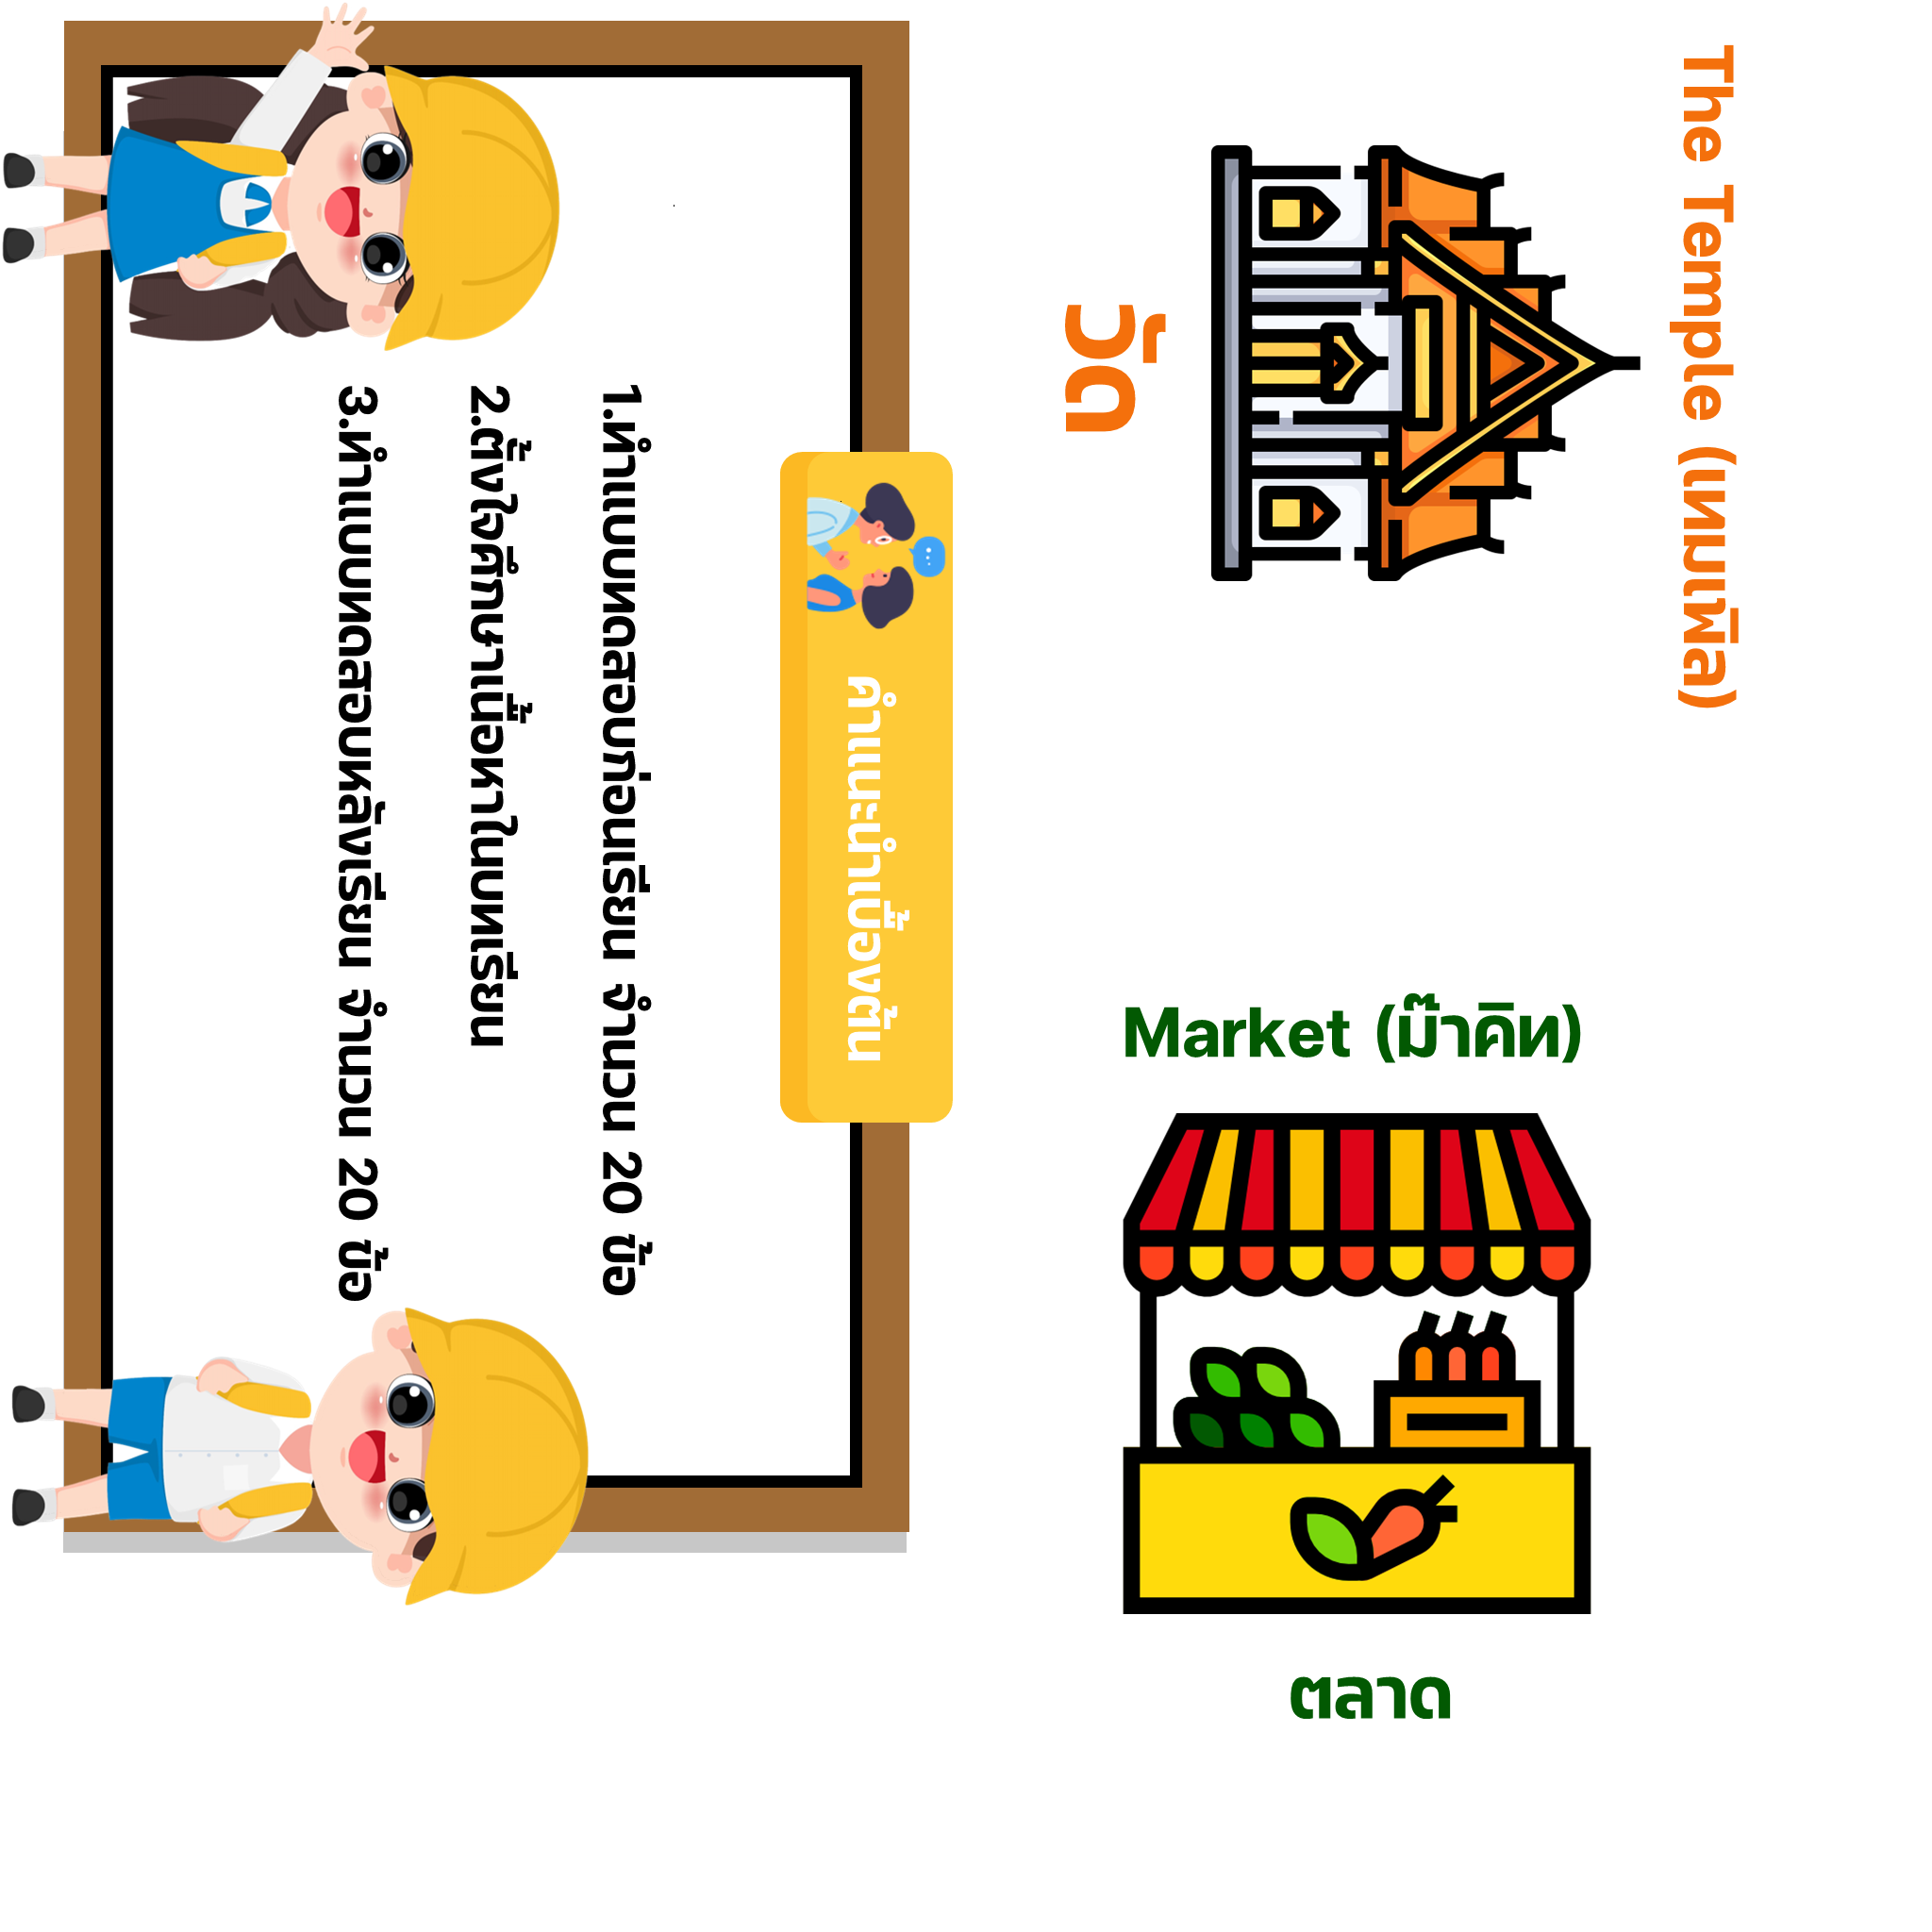 คำแนะนำเบื้องต้น
1.ทำแบบทดสอบก่อนเรียน จำนวน 20 ข้อ
2.ตั้งใจศึกษาเนื้อหาในบทเรียน
3.ทำแบบทดสอบหลังเรียน จำนวน 20 ข้อ
The Temple (เทมเพิล)
วัด
Market (ม๊าคิท)
ตลาด